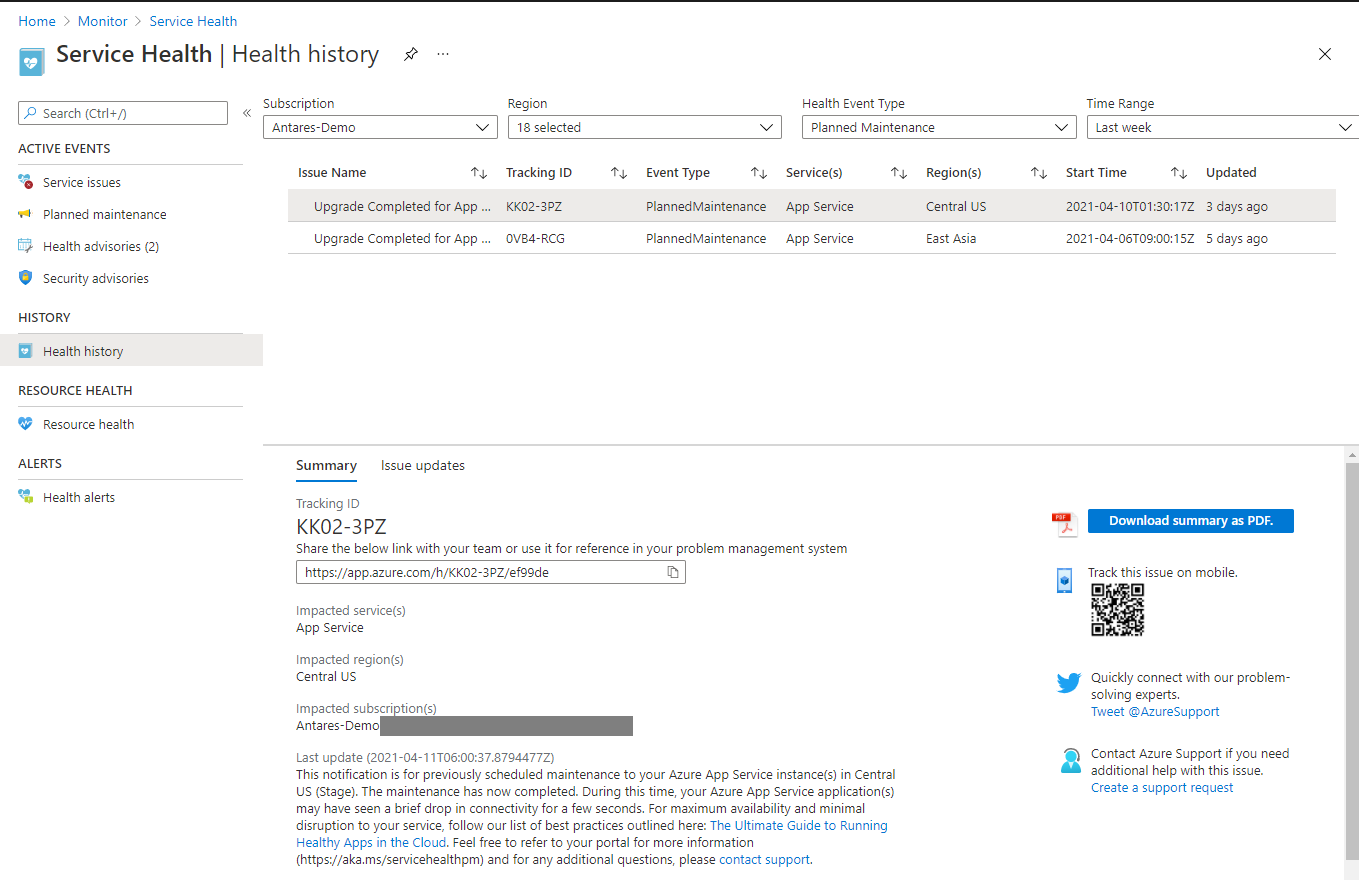 Home > Monitor > Service Health
Service Health | Health history ...
Search (Ctrl+/)
«
ACTIVE EVENTS
Service issues
Planned maintenance
Health advisories (2)
Security advisories
HISTORY
Health history
RESOURCE HEALTH
Resource health
ALERTS
Health alerts
Subscription Region Health Event Type Time Range
Antares-Demo 18 selected Planned Maintenance Last week
Issue Name Tracking ID Event Type Service(s) Region(s) Start Time Updated
Upgrade Completed for App ... KK02-3PZ PlannedMaintenance App Service Central US 2021-04-10T01:30:17Z 3 days ago
Upgrade Completed for App ... 0VB4-RCG PlannedMaintenance App Service East Asia 2021-04-06T09:00:15Z 5 days ago
Summary Issue updates
Tracking ID
KK02-3PZ
Share the below link with your team or use it for reference in your problem management system
https://app.azure.com/h/KK02-3PZ/ef99de
Impacted service(s)
App Service
Impacted region(s)
Central US
Impacted subscription(s)
Antares-Demo
Last update (2021-04-11T06:00:37.8794477Z)
This notification is for previously scheduled maintenance to your Azure App Service instance(s) in Central
US (Stage). The maintenance has now completed. During this time, your Azure App Service application(s)
may have seen a brief drop in connectivity for a few seconds. For maximum availability and minimal
disruption to your service, follow our list of best practices outlined here: The Ultimate Guide to Running
Healthy Apps in the Cloud. Feel free to refer to your portal for more information
(https://aka.ms/servicehealthpm) and for any additional questions, please contact support.
PDF
Download summary as PDF.
Track this issue on mobile.
Quickly connect with our problem-
solving experts.
Tweet @AzureSupport
Contact Azure Support if you need
additional help with this issue.
Create a support request